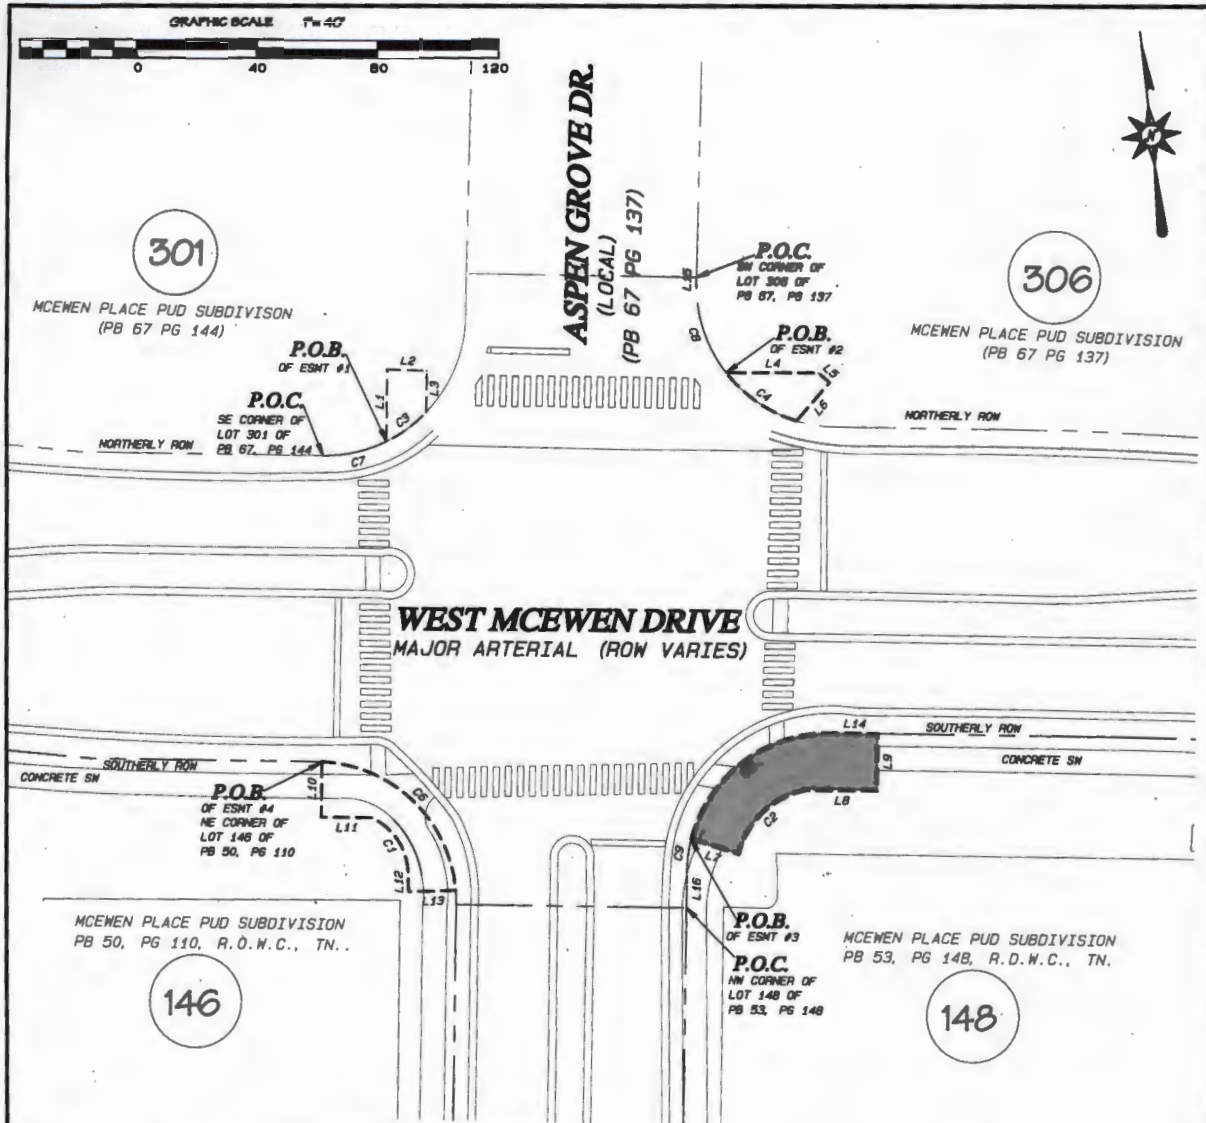 GRAPHIC SCALE 1"= 40'
0 40 80 120
ASPEN GROVE DR.
(LOCAL)
(PB 67 PG 137)
N
301
MCEWEN PLACE PUD SUBDIVISON
(PB 67 PG 144)
P.O.B.
OF ESMT #1
P.O.C.
SE CORNER OF
LOT 301 OF
PB 67, PG 144
L1
L2
L3
C3
C7
NORTHERLY ROW
L15
P.O.C.
SW CORNER OF
LOT 306 OF
PB 67, PG 137
C8
P.O.B.
OF ESMT #2
L4
L5
L6
C4
306
MCEWEN PLACE PUD SUBDIVISION
(PB 67 PG 137)
NORTHERLY ROW
WEST MCEWEN DRIVE
MAJOR ARTERIAL (ROW VARIES)
SOUTHERLY ROW
CONCRETE SW
P.O.B.
OF ESMT #4
NE CORNER OF
LOT 146 OF
PB 50, PG 110
L10
L11
C1
L12
L13
C6
L14
SOUTHERLY ROW
CONCRETE SW
L9
L8
C2
L7
C9
L16
P.O.B.
OF ESMT #3
P.O.C.
NW CORNER OF
LOT 148 OF
PB 53, PG 148
MCEWEN PLACE PUD SUBDIVISION
PB 50, PG 110, R.O.W.C., TN..
146
MCEWEN PLACE PUD SUBDIVISION
PB 53, PG 148, R.D.W.C., TN.
148